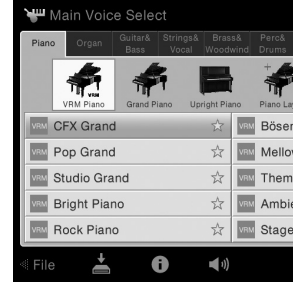 Main Voice Select
Piano
Organ
Guitar&
Bass
Strings&
Vocal
Brass&
Woodwind
Perc&
Drums
VRM
VRM Piano
Grand Piano
Upright Piano
Piano La
VRM CFX Grand
VRM Böser
VRM Pop Grand
VRM Mello
VRM Studio Grand
VRM Them
VRM Bright Piano
VRM Ambie
VRM Rock Piano
VRM Stage
File